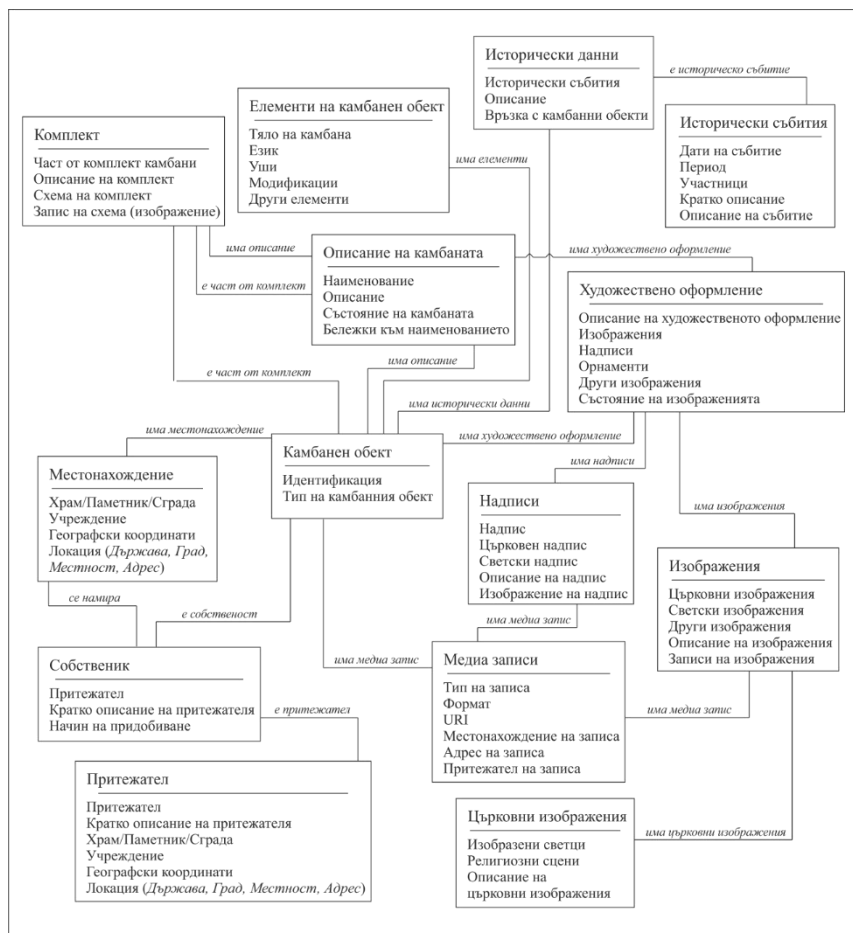 Исторически данни
Исторически събития
Описание
Връзка с камбанни обекти
е историческо събитие
Исторически събития
Дати на събитие
Период
Участници
Кратко описание
Описание на събитие
Елементи на камбанен обект
Тяло на камбана
Език
Уши
Модификации
Други елементи
има елементи
Комплект
Част от комплект камбани
Описание на комплект
Схема на комплект
Запис на схема (изображение)
има описание
е част от комплект
Описание на камбаната
Наименование
Описание
Състояние на камбаната
Бележки към наименованието
има художествено оформление
Художествено оформление
Описание на художественото оформление
Изображения
Надписи
Орнаменти
Други изображения
Състояние на изображенията
има описание
е част от комплект
има исторически данни
има местонахождение
има художествено оформление
Камбанен обект
Идентификация
Тип на камбанния обект
Местонахождение
Храм/Паметник/Сграда
Учреждение
Географски координати
Локация (Държава, Град,
Местност, Адрес)
има надписи
Надписи
Надпис
Църковен надпис
Светски надпис
Описание на надпис
Изображение на надпис
има изображения
Изображения
Църковни изображения
Светски изображения
Други изображения
Описание на изображения
Записи на изображения
се намира
е собственост
има медиа запис
има медиа запис
Собственик
Притежател
Кратко описание на притежателя
Начин на придобиване
е притежател
Медиа записи
Тип на записа
Формат
URI
Местонахождение на записа
Адрес на записа
Притежател на записа
има медиа запис
Притежател
Притежател
Кратко описание на притежателя
Храм/Паметник/Сграда
Учреждение
Географски координати
Локация (Държава, Град, Местност, Адрес)
Църковни изображения
Изобразени светци
Религиозни сцени
Описание на
църковни изображения
има църковни изображения